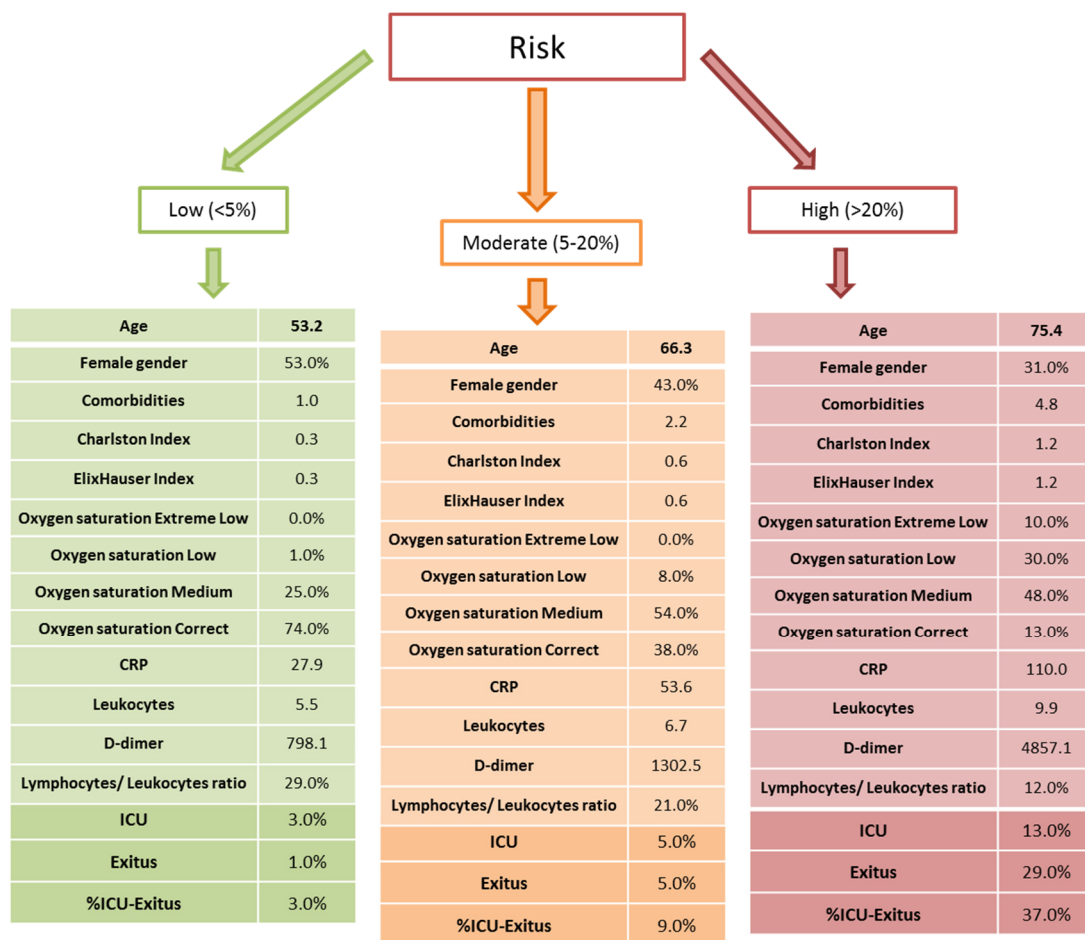 Risk
Low (<5%)
Moderate (5-20%)
High (>20%)
Age 53.2
Female gender 53.0%
Comorbidities 1.0
Charlston Index 0.3
ElixHauser Index 0.3
Oxygen saturation Extreme Low 0.0%
Oxygen saturation Low 1.0%
Oxygen saturation Medium 25.0%
Oxygen saturation Correct 74.0%
CRP 27.9
Leukocytes 5.5
D-dimer 798.1
Lymphocytes/ Leukocytes ratio 29.0%
ICU 3.0%
Exitus 1.0%
%ICU-Exitus 3.0%
Age 66.3
Female gender 43.0%
Comorbidities 2.2
Charlston Index 0.6
ElixHauser Index 0.6
Oxygen saturation Extreme Low 0.0%
Oxygen saturation Low 8.0%
Oxygen saturation Medium 54.0%
Oxygen saturation Correct 38.0%
CRP 53.6
Leukocytes 6.7
D-dimer 1302.5
Lymphocytes/ Leukocytes ratio 21.0%
ICU 5.0%
Exitus 5.0%
%ICU-Exitus 9.0%
Age 75.4
Female gender 31.0%
Comorbidities 4.8
Charlston Index 1.2
ElixHauser Index 1.2
Oxygen saturation Extreme Low 10.0%
Oxygen saturation Low 30.0%
Oxygen saturation Medium 48.0%
Oxygen saturation Correct 13.0%
CRP 110.0
Leukocytes 9.9
D-dimer 4857.1
Lymphocytes/ Leukocytes ratio 12.0%
ICU 13.0%
Exitus 29.0%
%ICU-Exitus 37.0%